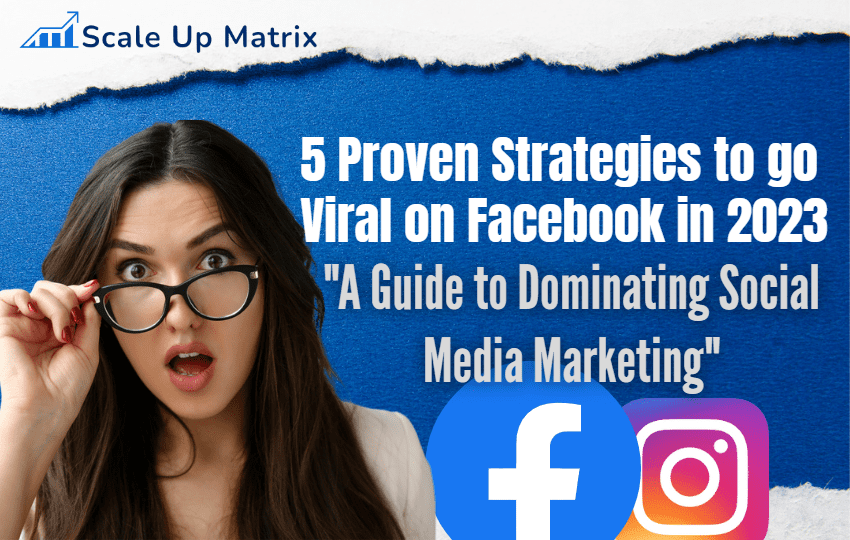 Scale Up Matrix
5 Proven Strategies to go
Viral on Facebook in 2023
"A Guide to Dominating Social
Media Marketing"